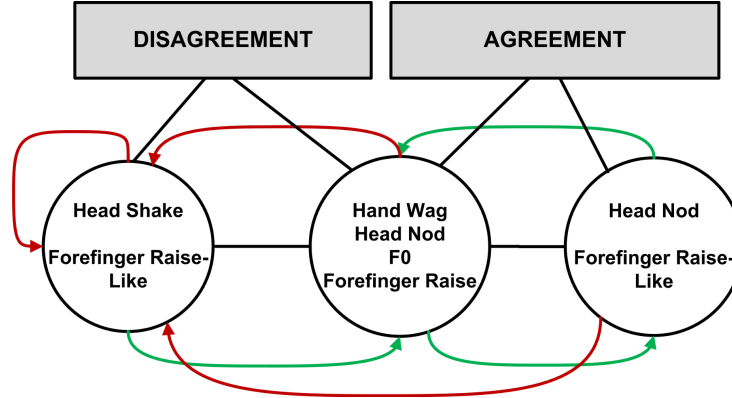 DISAGREEMENT
AGREEMENT
Head Shake
Forefinger Raise-
Like
Hand Wag
Head Nod
F0
Forefinger Raise
Head Nod
Forefinger Raise-
Like